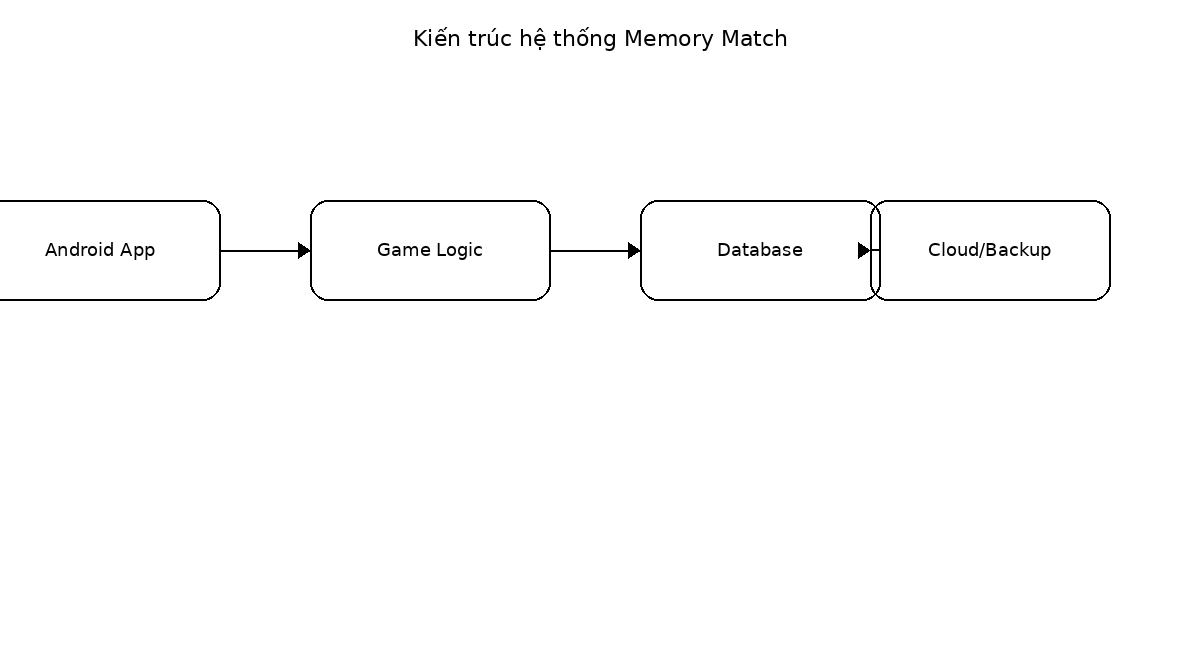 Kiến trúc hệ thống Memory Match
Android App
Game Logic
Database
Cloud/Backup